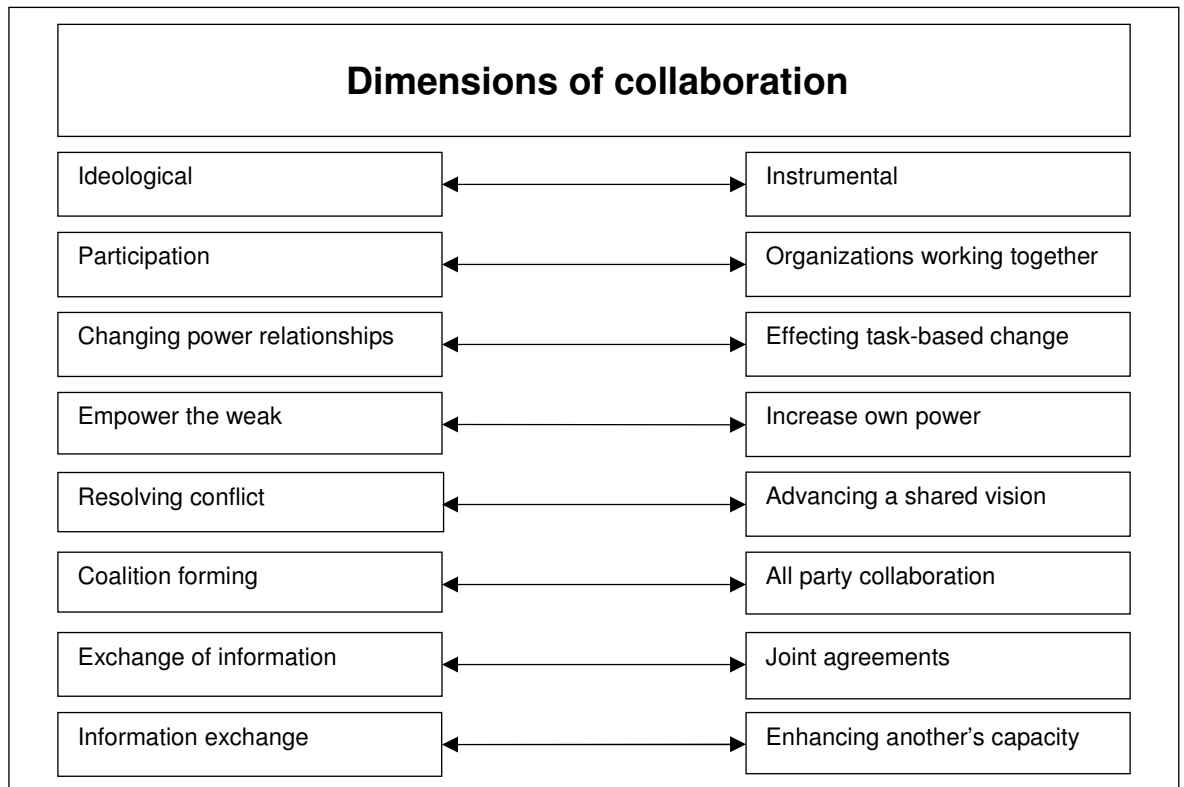 Dimensions of collaboration
Ideological
Instrumental
Participation
Organizations working together
Changing power relationships
Effecting task-based change
Empower the weak
Increase own power
Resolving conflict
Advancing a shared vision
Coalition forming
All party collaboration
Exchange of information
Joint agreements
Information exchange
Enhancing another's capacity